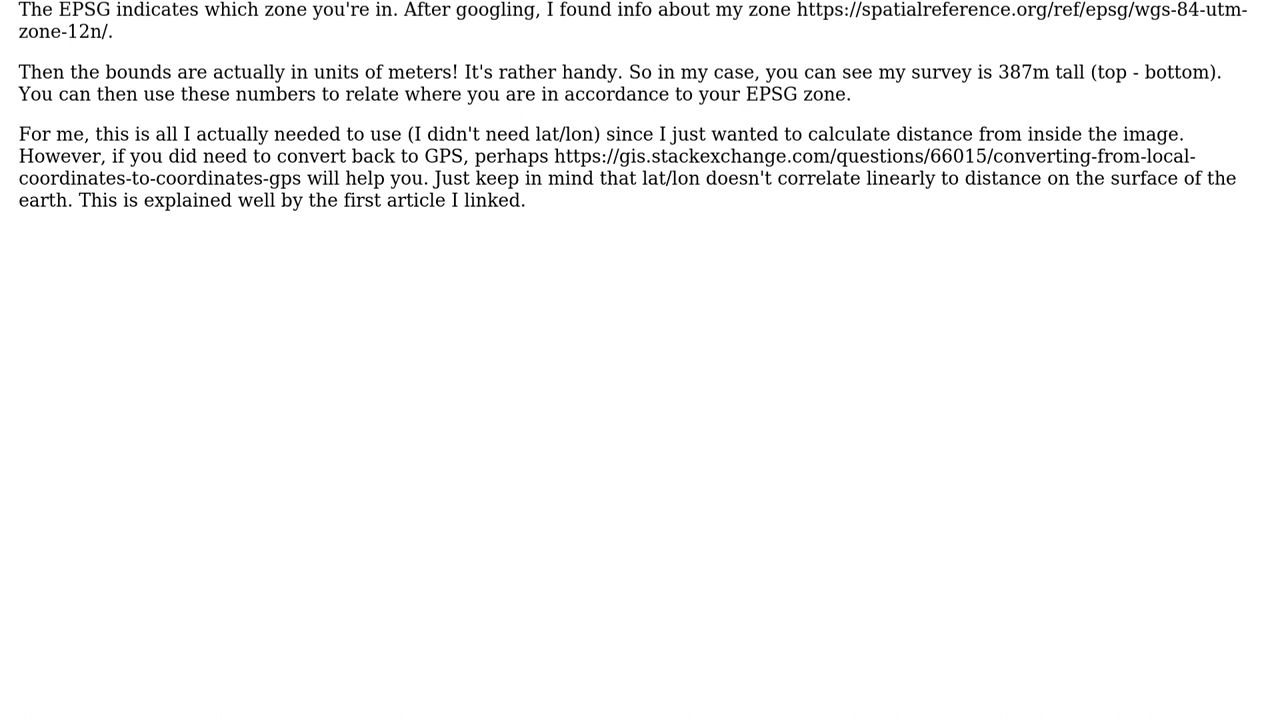 The EPSG indicates which zone you're in. After googling, I found info about my zone https://spatialreference.org/ref/epsg/wgs-84-utm-
zone-12n/.
Then the bounds are actually in units of meters! It's rather handy. So in my case, you can see my survey is 387m tall (top - bottom).
You can then use these numbers to relate where you are in accordance to your EPSG zone.
For me, this is all I actually needed to use (I didn't need lat/lon) since I just wanted to calculate distance from inside the image.
However, if you did need to convert back to GPS, perhaps https://gis.stackexchange.com/questions/66015/converting-from-local-
coordinates-to-coordinates-gps will help you. Just keep in mind that lat/lon doesn't correlate linearly to distance on the surface of the
earth. This is explained well by the first article I linked.